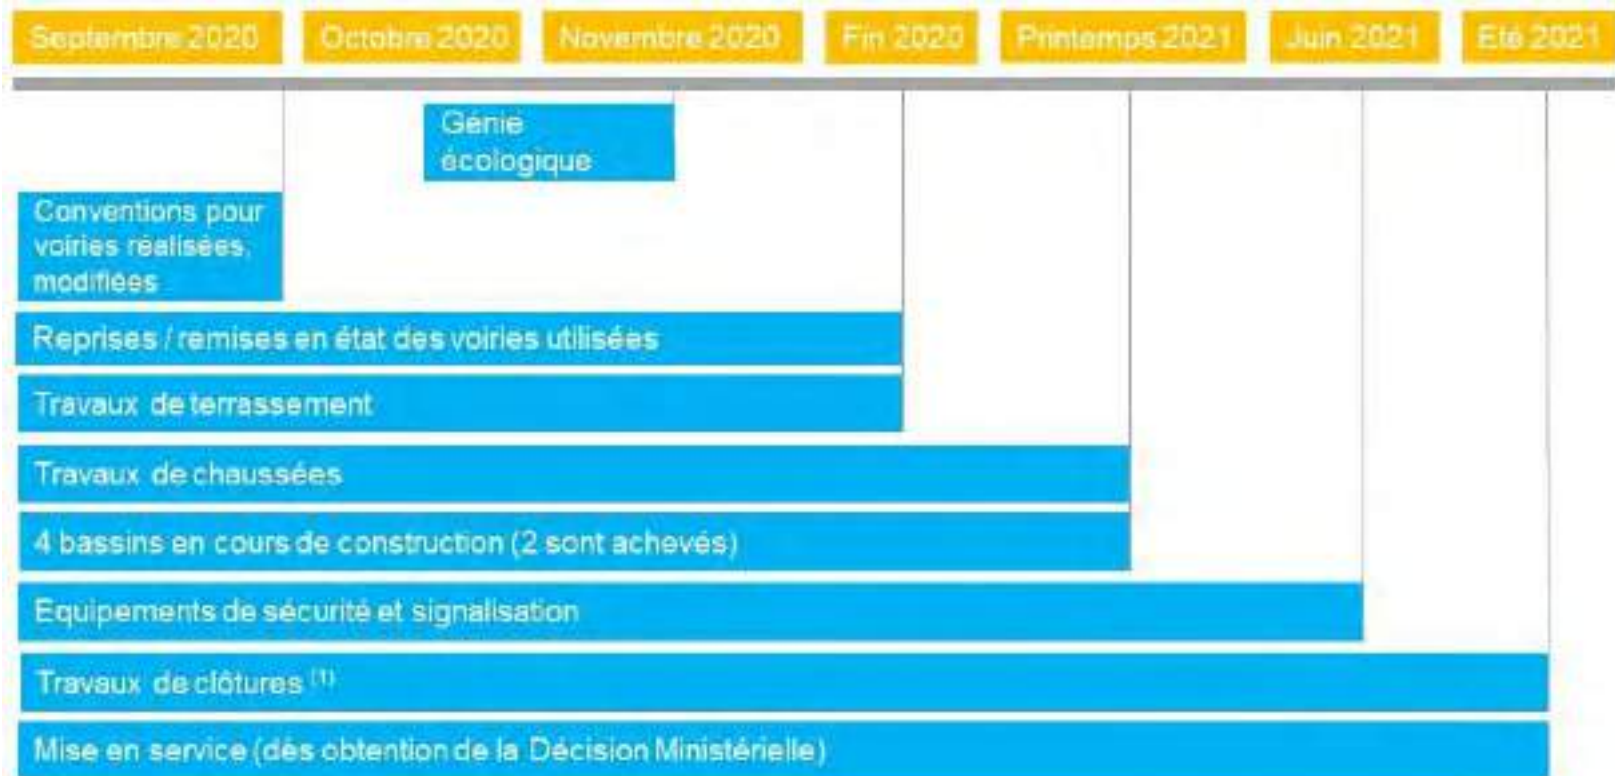 Septembre 2020 Octobre 2020 Novembre 2020 Fin 2020 Printemps 2021 Juin 2021 Eté 2021
Génie
écologique
Conventions pour
voiries réalisées,
modifiées
Reprises / remises en état des voiries utilisées
Travaux de terrassement
Travaux de chaussées
4 bassins en cours de construction (2 sont achevés)
Equipements de sécurité et signalisation
Travaux de clôtures (1)
Mise en service (dès obtention de la Décision Ministérielle)